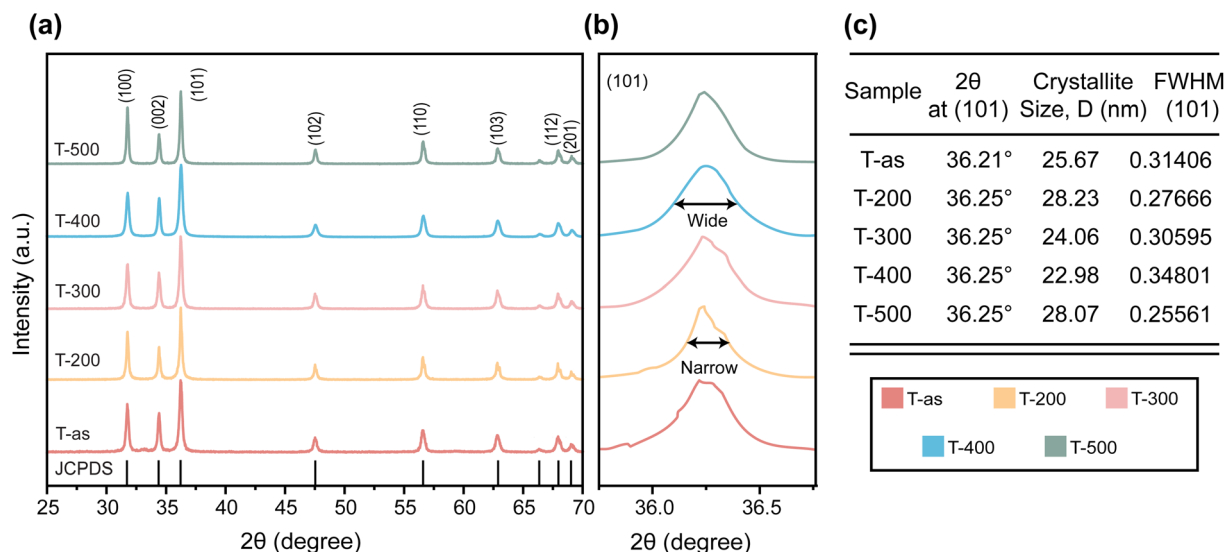 (a)
(100)
(002)
(101)
(102)
(110)
(103)
(112)
(201)
T-500
T-400
T-300
T-200
T-as
JCPDS
Intensity (a.u.)
25 30 35 40 45 50 55 60 65 70
2θ (degree)
(b)
(101)
Wide
Narrow
36.0 36.5
2θ (degree)
(c)
Sample 2θ at (101) Crystallite Size, D (nm) FWHM (101)
T-as 36.21° 25.67 0.31406
T-200 36.25° 28.23 0.27666
T-300 36.25° 24.06 0.30595
T-400 36.25° 22.98 0.34801
T-500 36.25° 28.07 0.25561
T-as T-200 T-300
T-400 T-500